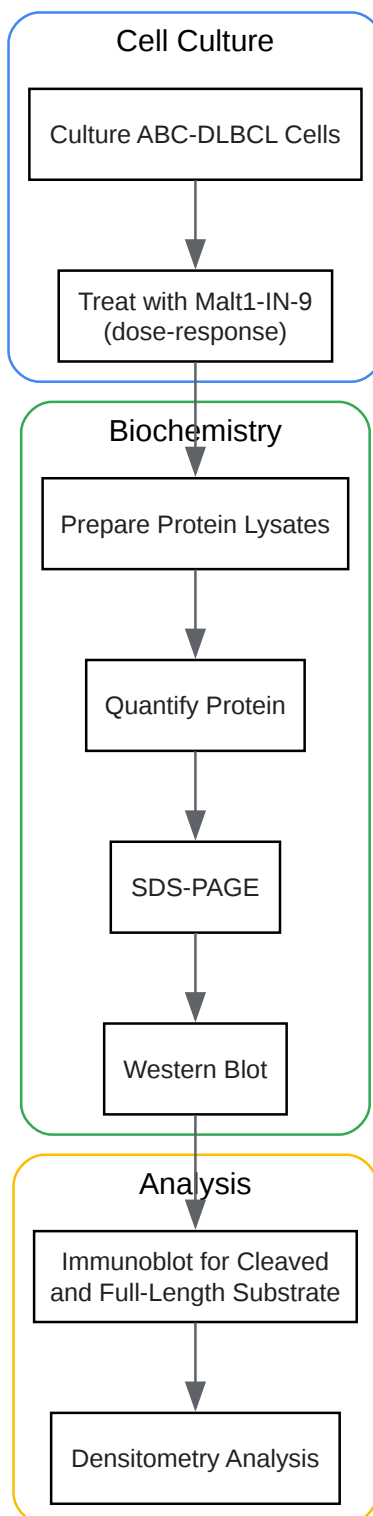 Cell Culture
Culture ABC-DLBCL Cells
Treat with Malt1-IN-9
(dose-response)
Biochemistry
Prepare Protein Lysates
Quantify Protein
SDS-PAGE
Western Blot
Analysis
Immunoblot for Cleaved
and Full-Length Substrate
Densitometry Analysis